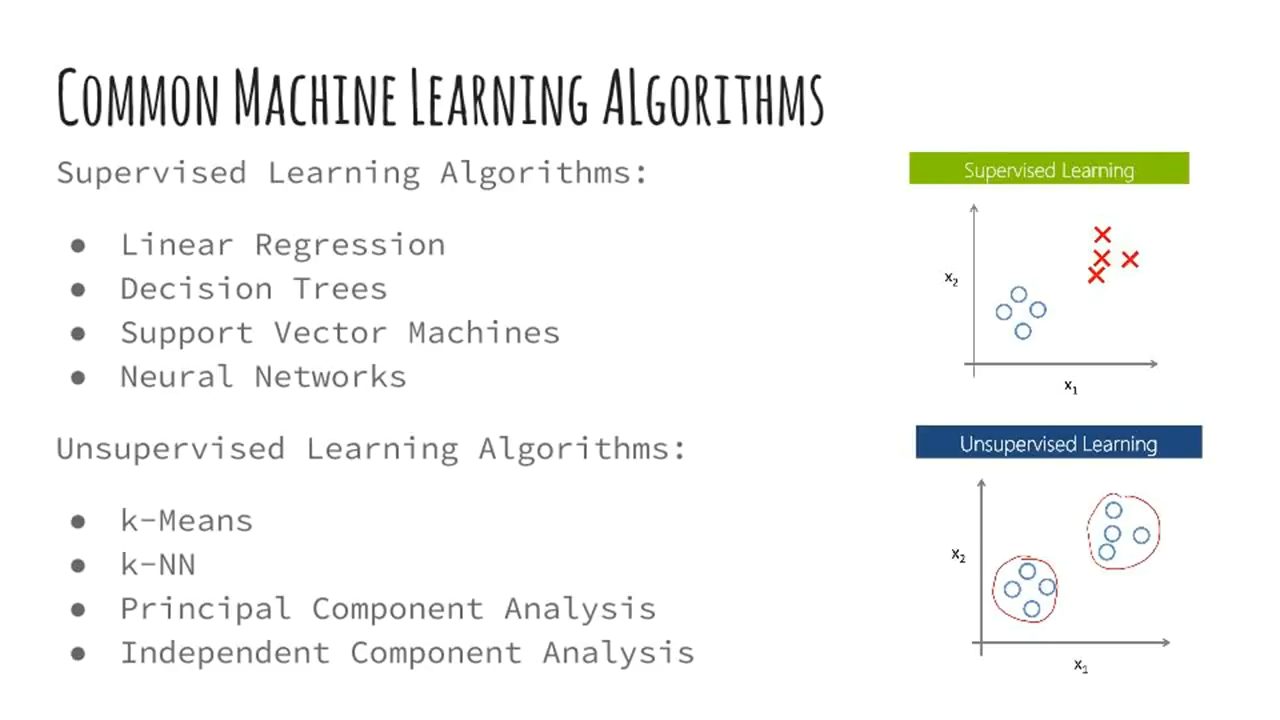 Common Machine Learning Algorithms
Supervised Learning Algorithms:
● Linear Regression
● Decision Trees
● Support Vector Machines
● Neural Networks
Unsupervised Learning Algorithms:
● k-Means
● k-NN
● Principal Component Analysis
● Independent Component Analysis
Supervised Learning
x₂
x₁
Unsupervised Learning
x₂
x₁